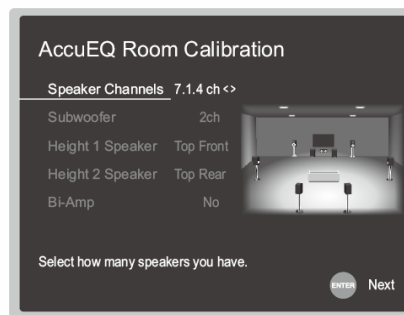 AccuEQ Room Calibration
Speaker Channels 7.1.4 ch <>
Subwoofer 2ch
Height 1 Speaker Top Front
Height 2 Speaker Top Rear
Bi-Amp No
Select how many speakers you have.
ENTER Next